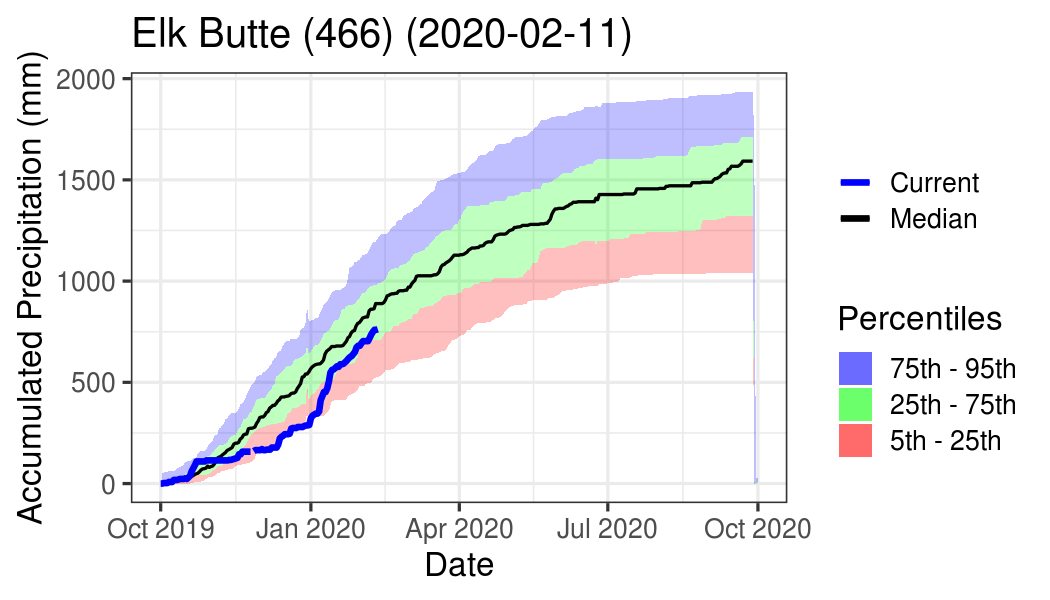 Elk Butte (466) (2020-02-11)
Accumulated Precipitation (mm)
2000
1500
1000
500
0
Oct 2019
Jan 2020
Apr 2020
Jul 2020
Oct 2020
Date
Current
Median
Percentiles
75th - 95th
25th - 75th
5th - 25th